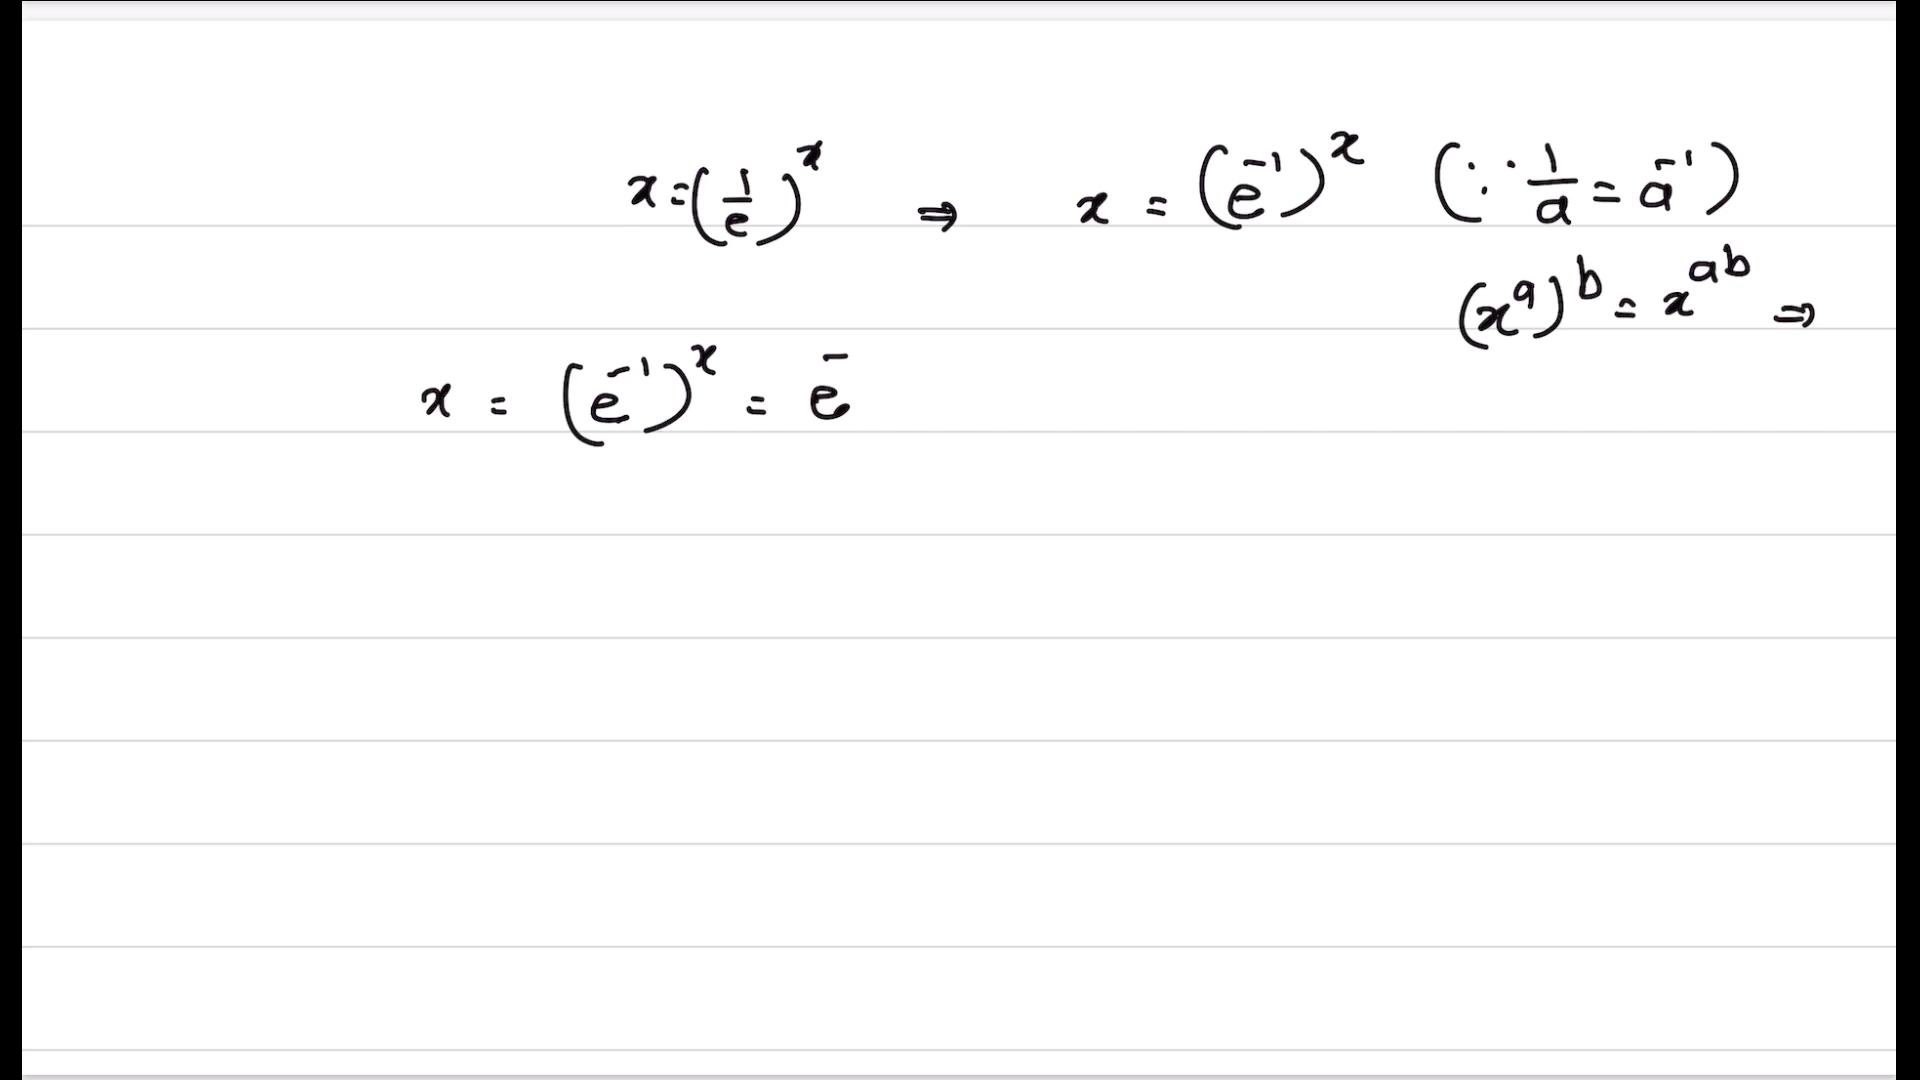 x = (1/e)^x ⇒ x = (e^-1)^x (∵ 1/a = a^-1)
(x^a)^b = x^ab ⇒
x = (e^-1)^x = e^-